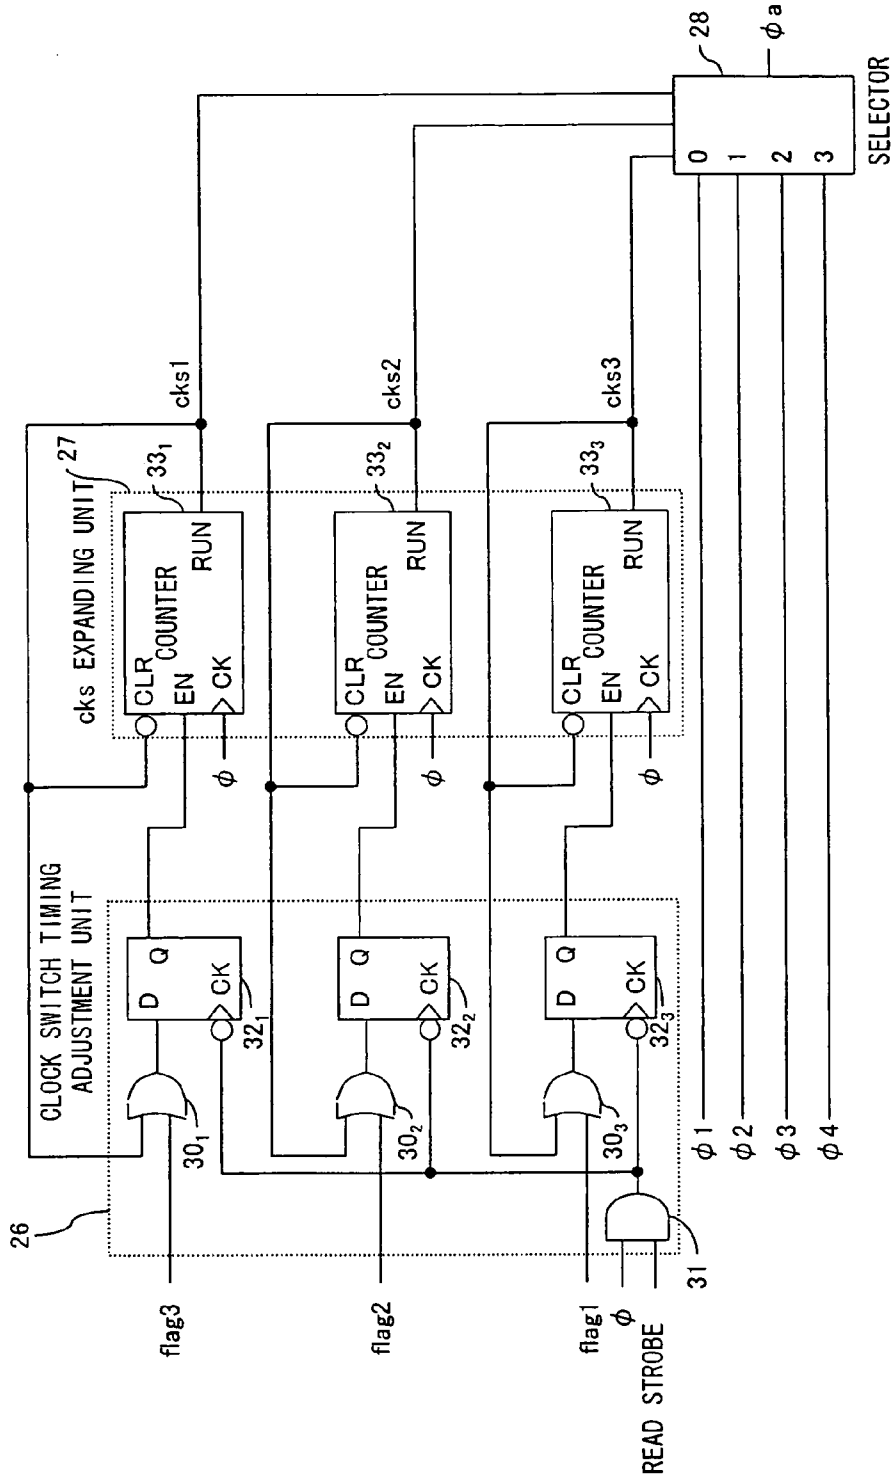 26
CLOCK SWITCH TIMING
ADJUSTMENT UNIT
cks EXPANDING UNIT
27
flag3
30₁
D
Q
CK
32₁
CLR
COUNTER
EN
CK
RUN
33₁
φ
cks1
flag2
30₂
D
Q
CK
32₂
CLR
COUNTER
EN
CK
RUN
33₂
φ
cks2
flag1
30₃
D
Q
CK
32₃
CLR
COUNTER
EN
CK
RUN
33₃
φ
cks3
φ
READ STROBE
31
φ1
φ2
φ3
φ4
0
1
2
3
28
φa
SELECTOR